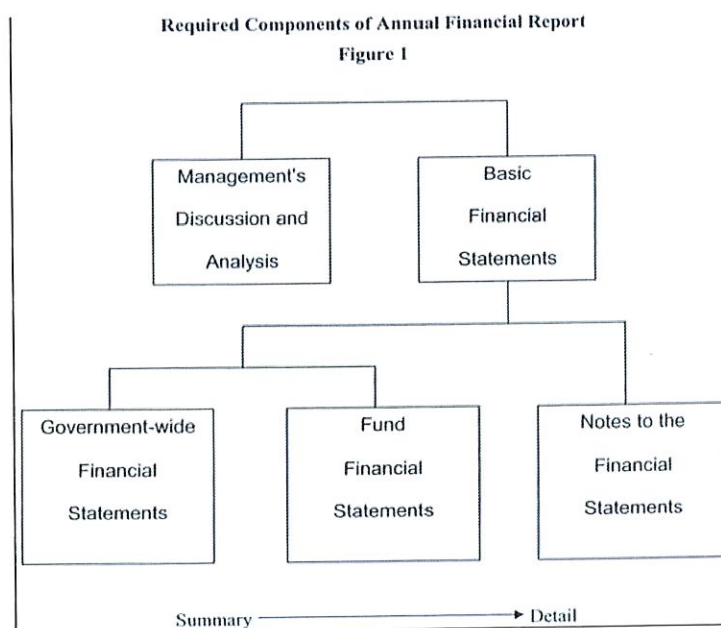 Required Components of Annual Financial Report
Figure 1
Management's
Discussion and
Analysis
Basic
Financial
Statements
Government-wide
Financial
Statements
Fund
Financial
Statements
Notes to the
Financial
Statements
Summary
Detail